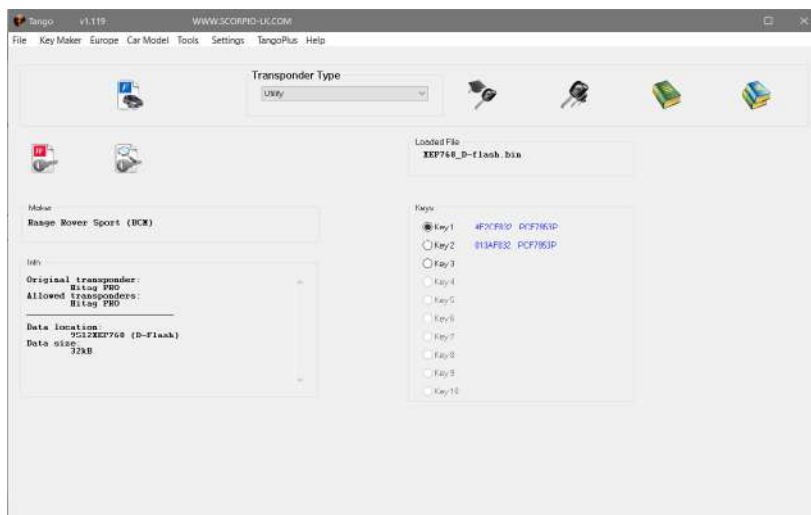 Tango v1.119 WWW.SCORPIO-LK.COM
File Key Maker Europe Car Model Tools Settings TangoPlus Help
Transponder Type
Utility
Loaded File
XEP768_D-flash.bin
Maker
Range Rover Sport (BCM)
Keys
Key 1 4F2CF032 PCF7953P
Key 2 013AF032 PCF7953P
Key 3
Key 4
Key 5
Key 6
Key 7
Key 8
Key 9
Key 10
Info
Original transponder:
Hitag PRO
Allowed transponders:
Hitag PRO
Data location:
9S12XEP768 (D-Flash)
Data size:
32kB